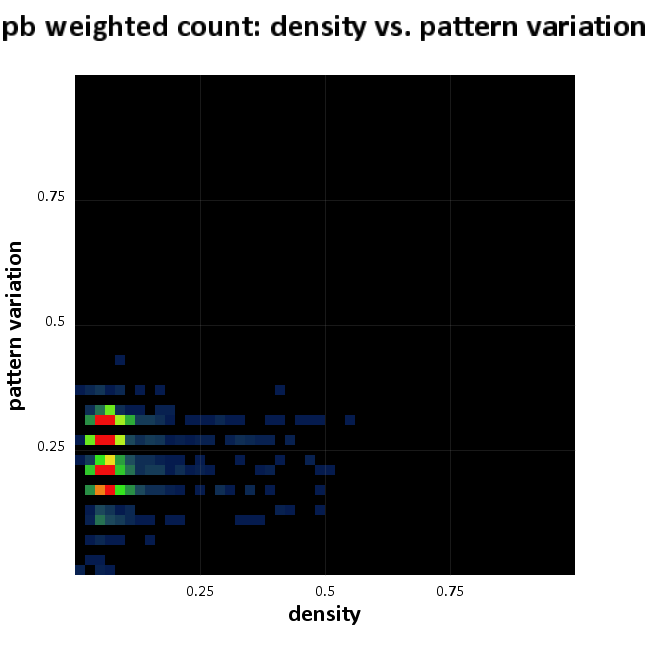 pb weighted count: density vs. pattern variation
0.75
0.5
0.25
pattern variation
0.25 0.5 0.75
density